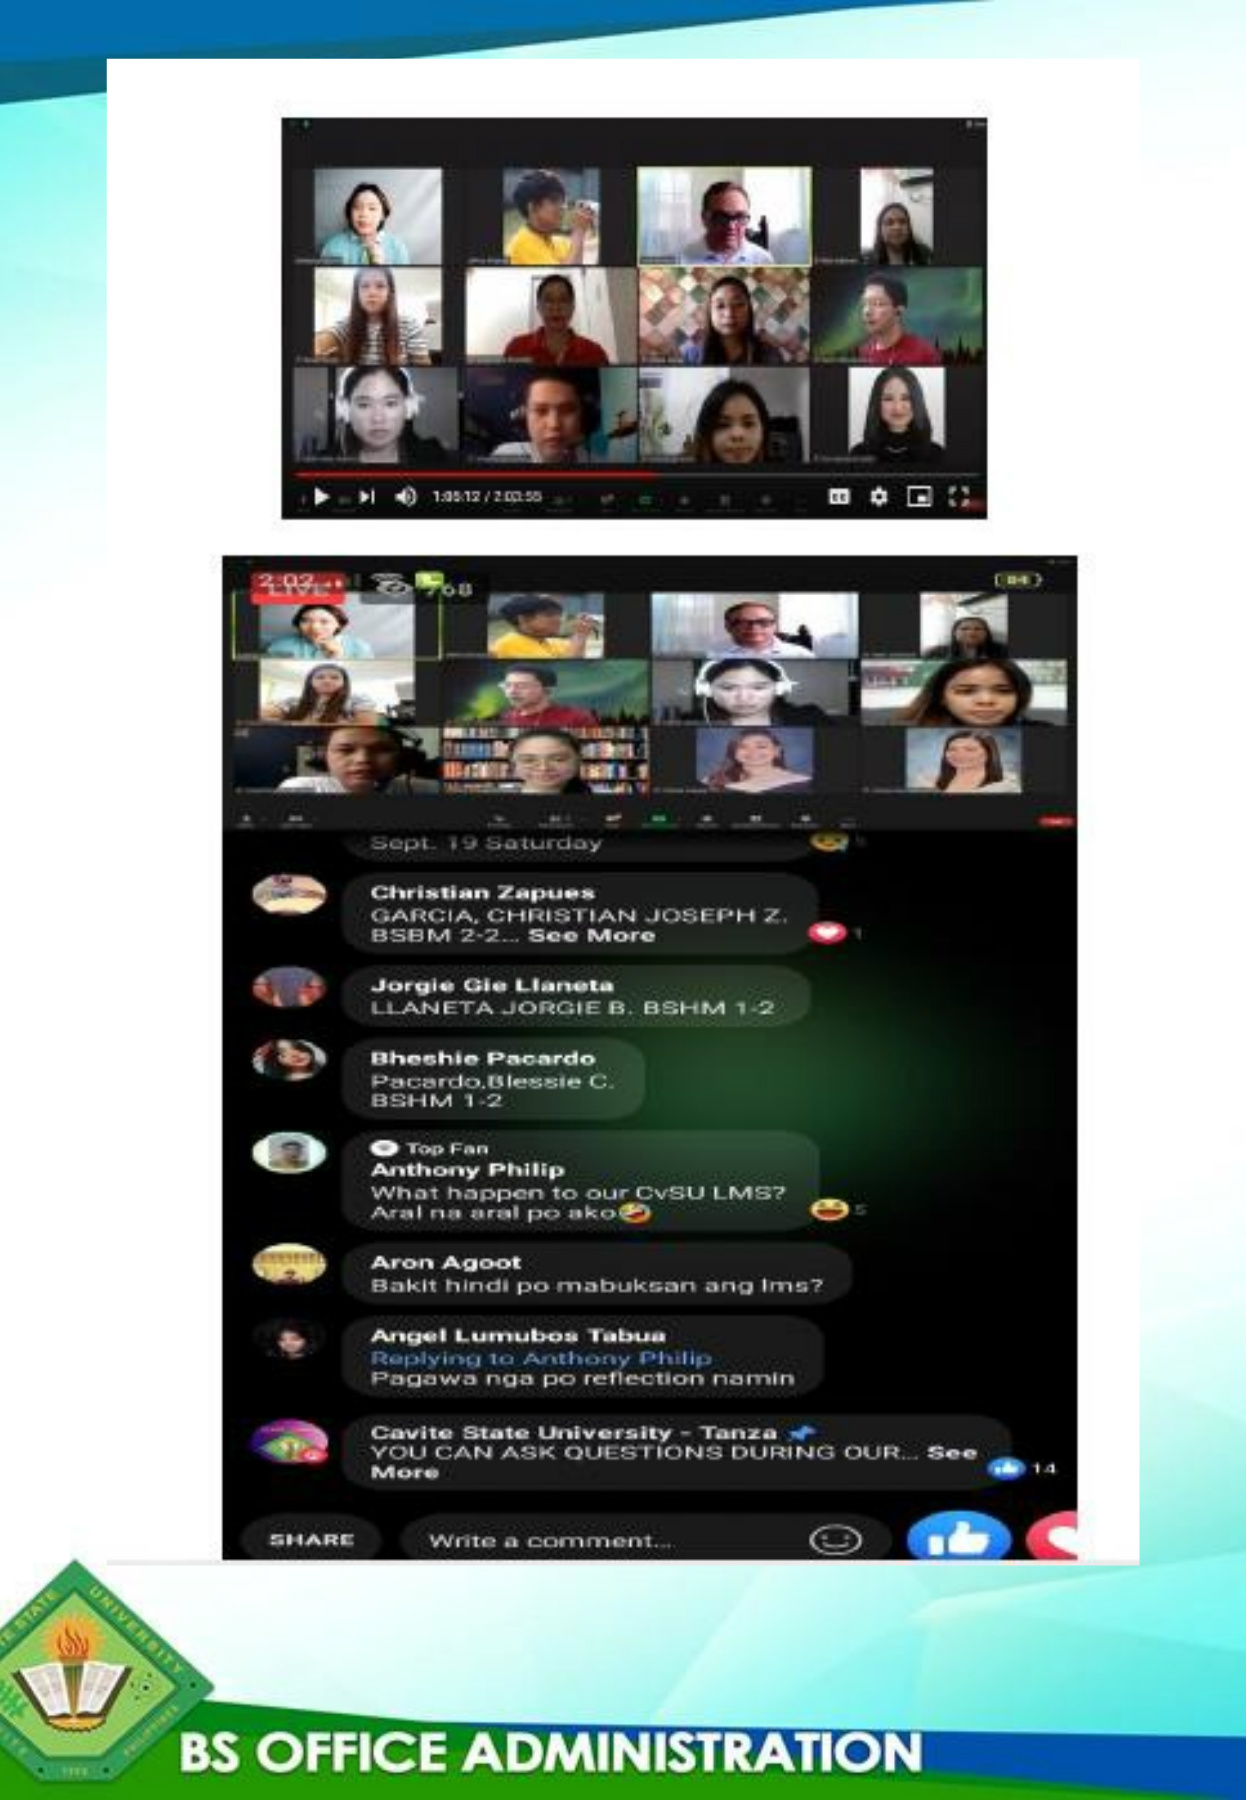 1:05:12 / 2:03:55
2:02
LIVE
768
84
Sept. 19 Saturday
Christian Zapues
GARCIA, CHRISTIAN JOSEPH Z.
BSBM 2-2... See More
1
Jorgie Gie Llaneta
LLANETA JORGIE B. BSHM 1-2
Bheshie Pacardo
Pacardo,Blessie C.
BSHM 1-2
Top Fan
Anthony Philip
What happen to our CvSU LMS?
Aral na aral po ako🤣
5
Aron Agoot
Bakit hindi po mabuksan ang lms?
Angel Lumubos Tabua
Replying to Anthony Philip
Pagawa nga po reflection namin
Cavite State University - Tanza
YOU CAN ASK QUESTIONS DURING OUR... See
More
14
SHARE
Write a comment...
STATE UNIVERSITY
PHILIPPINES
BS OFFICE ADMINISTRATION